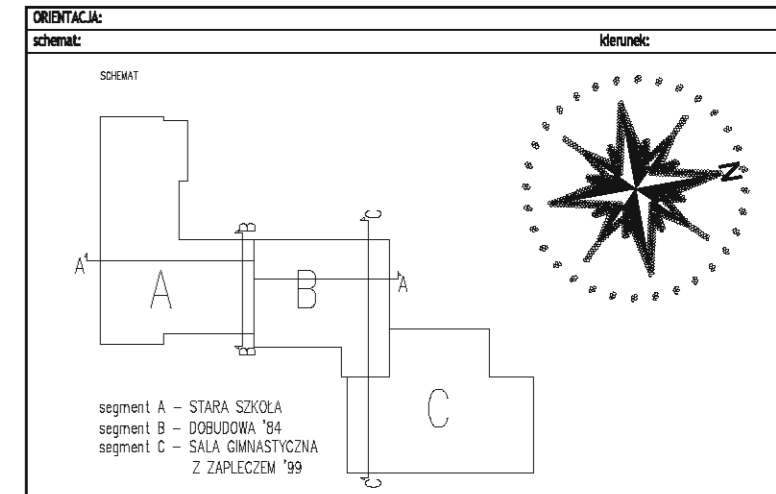 ORIENTACJA:
schemat: kierunek:
SCHEMAT
N
C
B
A A B A
B
C
segment A – STARA SZKOŁA
segment B – DOBUDOWA '84
segment C – SALA GIMNASTYCZNA
Z ZAPLECZEM '99
C